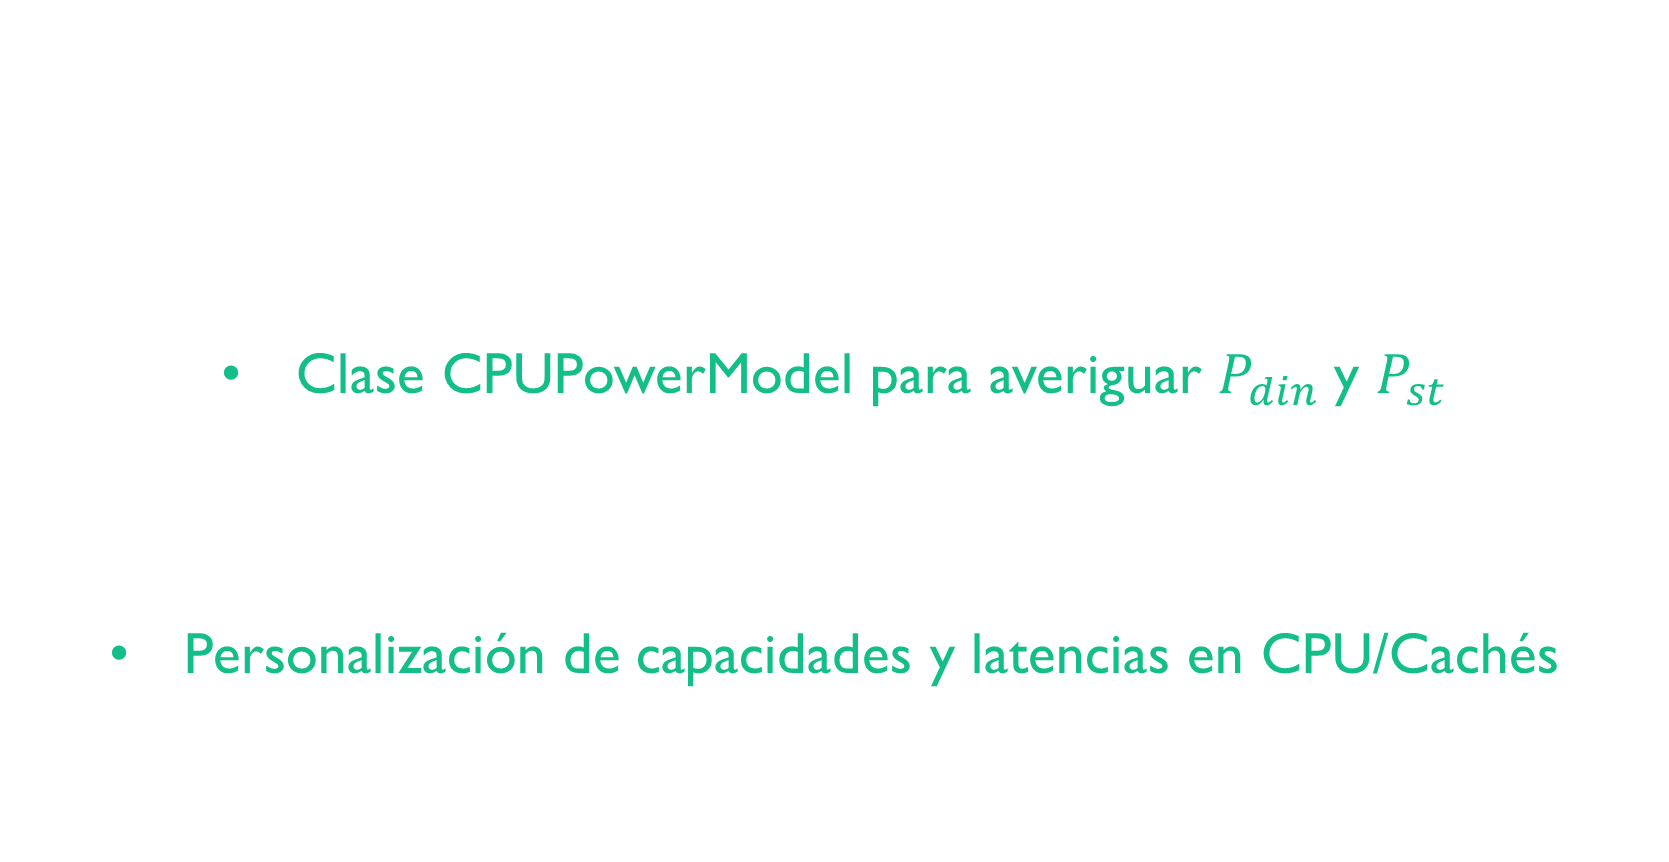 • Clase CPUPowerModel para averiguar P_din y P_st
• Personalización de capacidades y latencias en CPU/Cachés